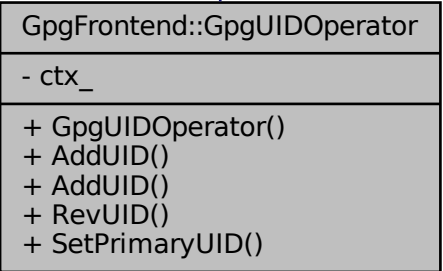 GpgFrontend::GpgUIDOperator
- ctx_
+ GpgUIDOperator()
+ AddUID()
+ AddUID()
+ RevUID()
+ SetPrimaryUID()